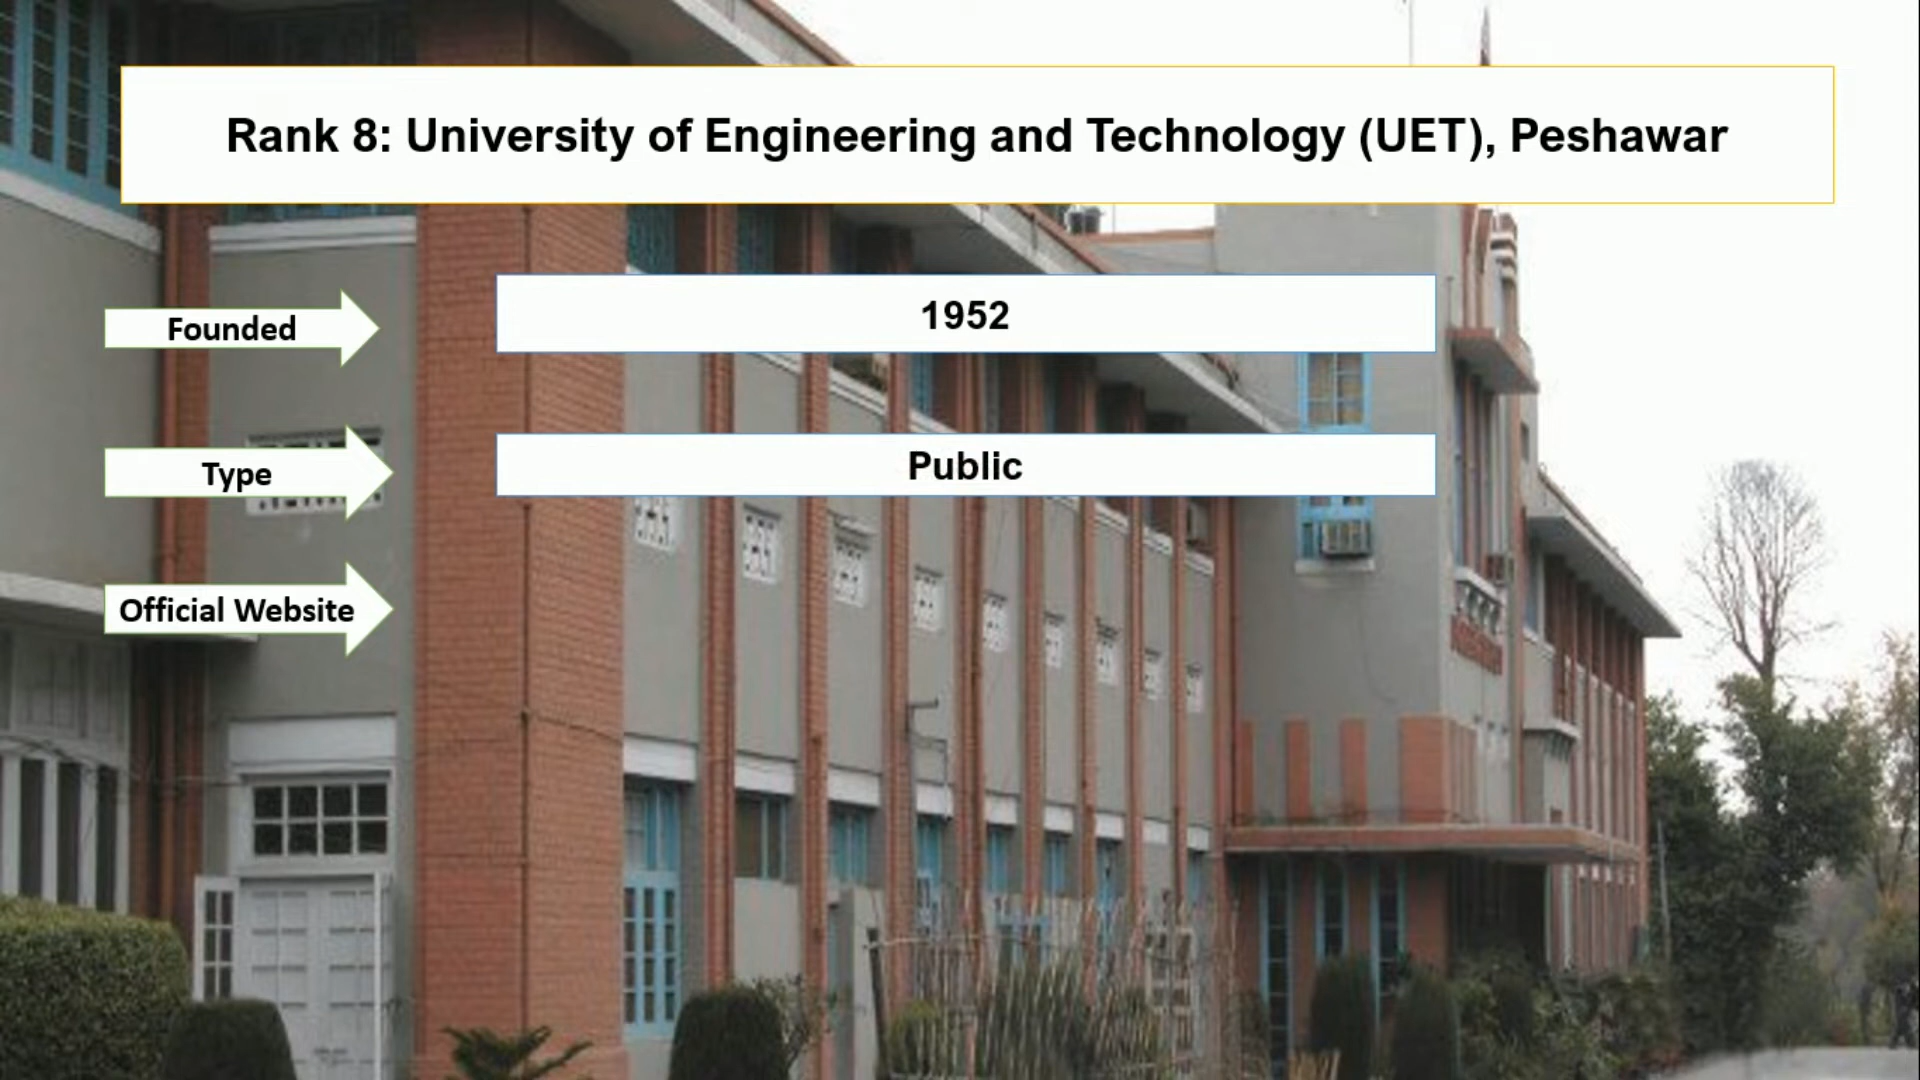 Rank 8: University of Engineering and Technology (UET), Peshawar
Founded
1952
Type
Public
Official Website